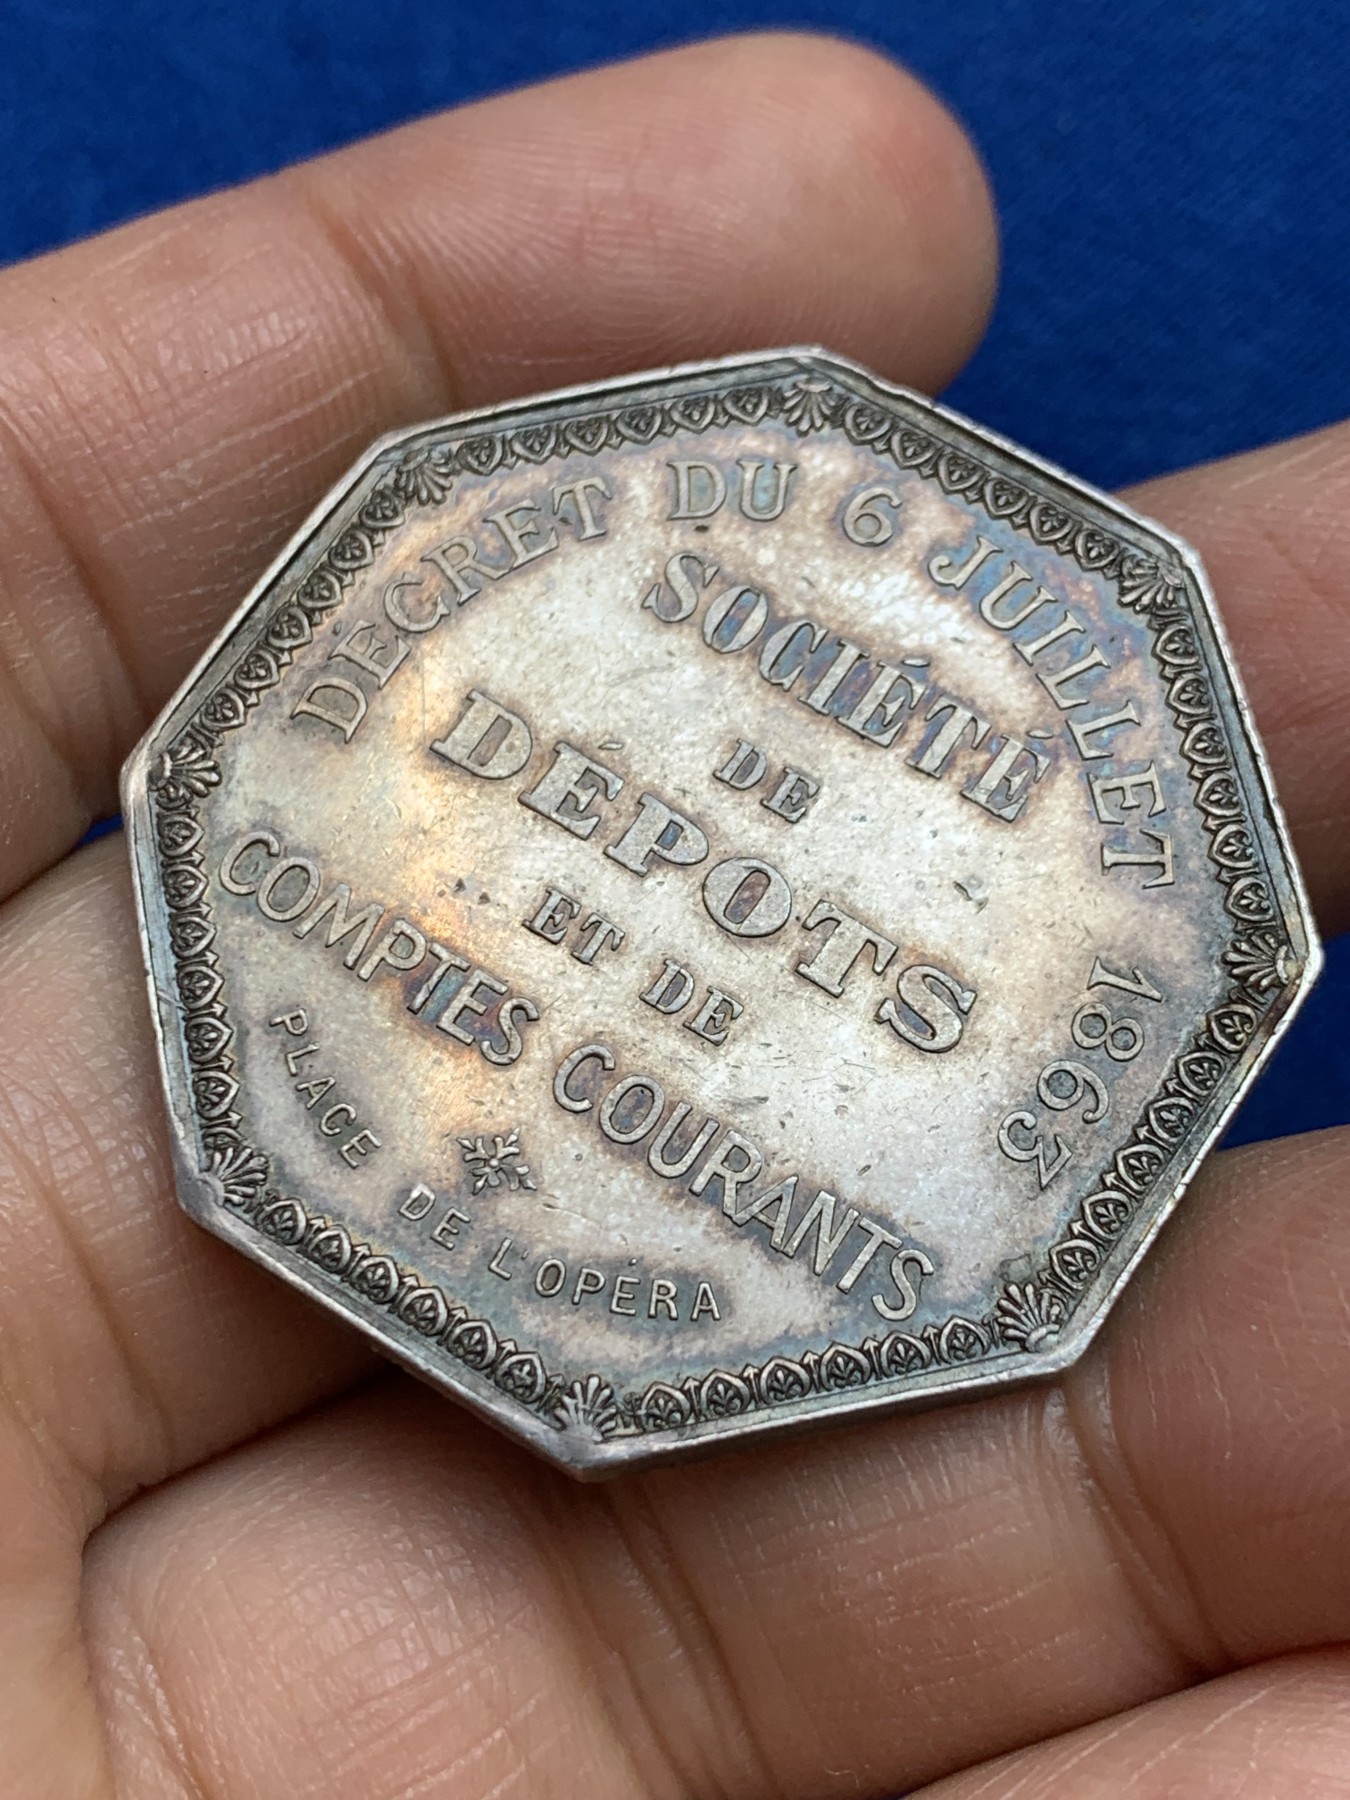 DÉCRET DU 6 JUILLET 1863
SOCIÉTÉ
DE
DÉPOTS
ET DE
COMPTES COURANTS
PLACE DE L'OPÉRA